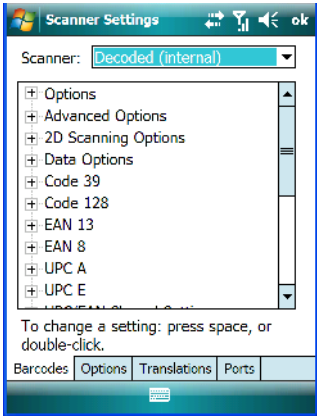 Scanner Settings ok
Scanner: Decoded (internal)
Options
Advanced Options
2D Scanning Options
Data Options
Code 39
Code 128
EAN 13
EAN 8
UPC A
UPC E
To change a setting: press space, or
double-click.
Barcodes Options Translations Ports